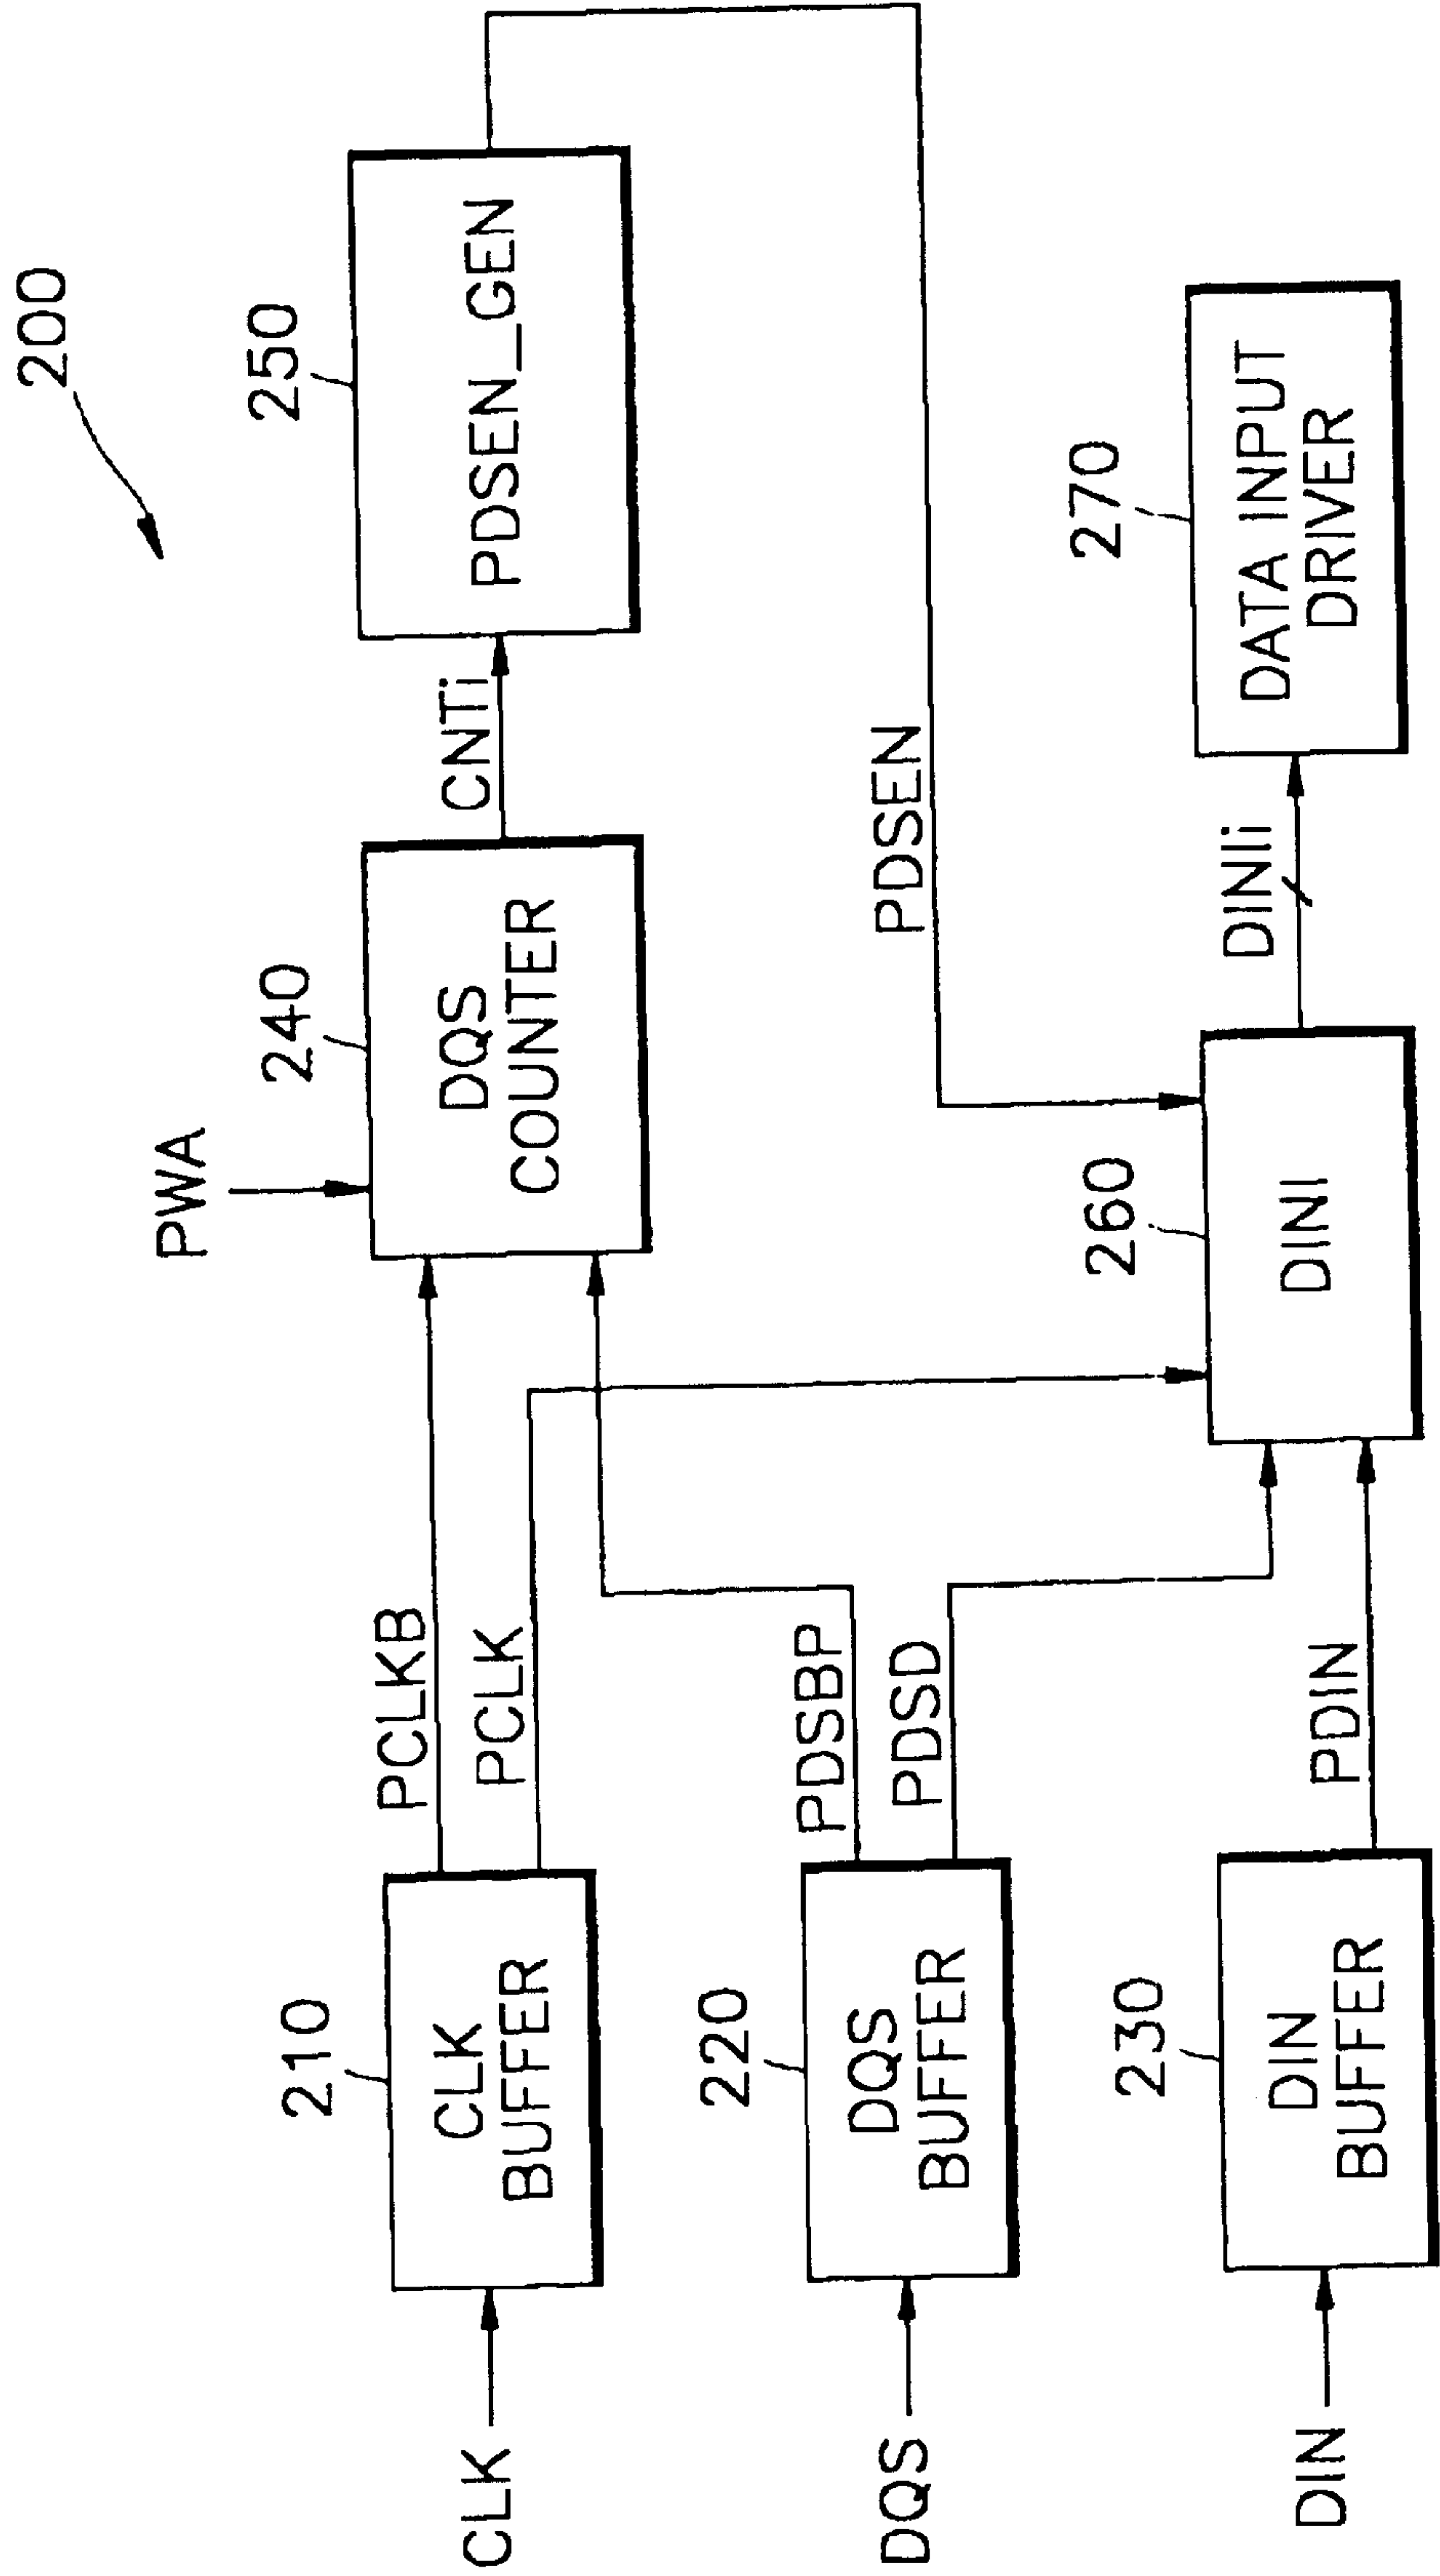 200
PWA
210
CLK
CLK
BUFFER
PCLKB
PCLK
240
DQS
COUNTER
CNTi
250
PDSEN_GEN
220
DQS
DQS
BUFFER
PDSBP
PDSD
PDSEN
230
DIN
DIN
BUFFER
PDIN
260
DINI
DINIi
270
DATA INPUT
DRIVER